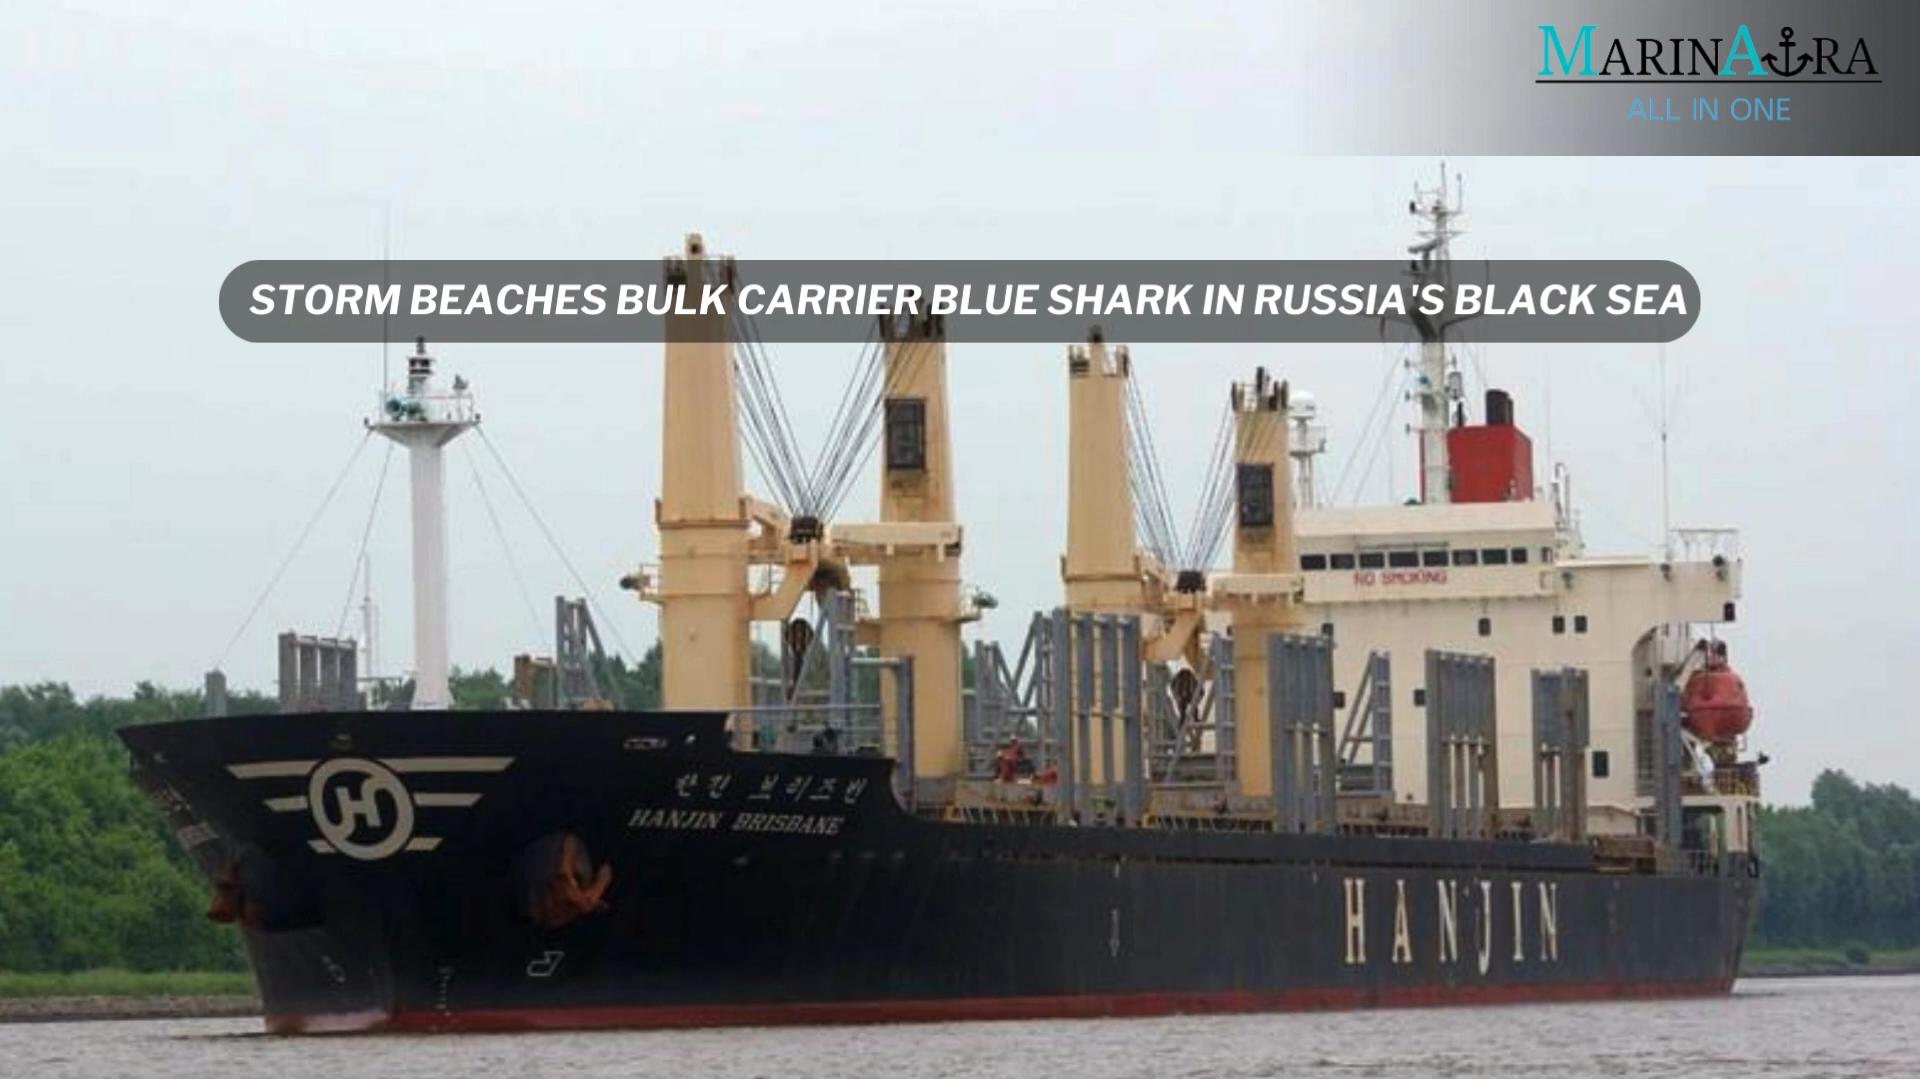 MARINAURA
ALL IN ONE
STORM BEACHES BULK CARRIER BLUE SHARK IN RUSSIA'S BLACK SEA
NO SMOKING
한진 브리즈번
HANJIN BRISBANE
H
HANJIN